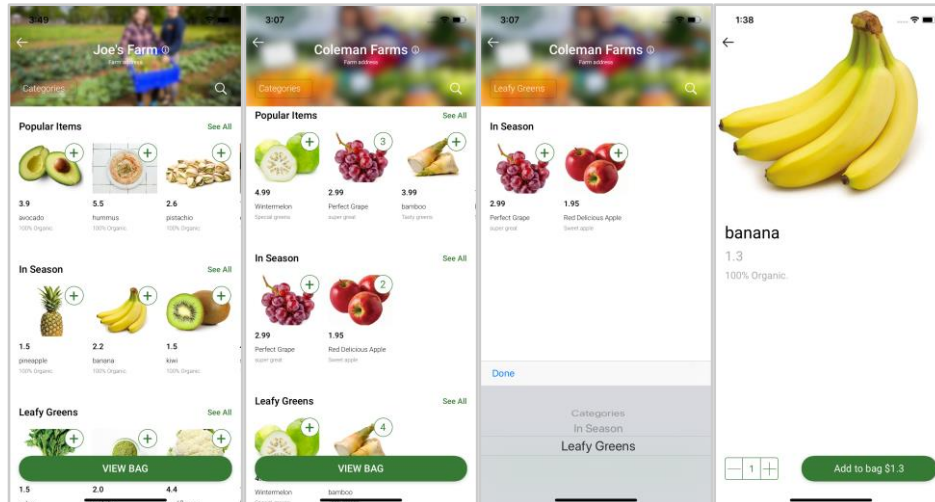 3:49
Joe's Farm
Farm address
Categories
Popular Items See All
3.9 5.5 2.6
avocado hummus pistachio
100% Organic. 100% Organic. 100% Organic.
In Season See All
1.5 2.2 1.5
pineapple banana kiwi
100% Organic. 100% Organic. 100% Organic.
Leafy Greens See All
VIEW BAG
1.5 2.0 4.4
3:07
Coleman Farms
Farm address
Categories
Popular Items See All
3
4.99 2.99 3.99
Wintermelon Perfect Grape bamboo
Special greens super great Tasty greens
In Season See All
2
2.99 1.95
Perfect Grape Red Delicious Apple
super great Sweet apple
Leafy Greens See All
4
VIEW BAG
Wintermelon bamboo
3:07
Coleman Farms
Farm address
Leafy Greens
In Season
2.99 1.95
Perfect Grape Red Delicious Apple
super great Sweet apple
Done
Categories
In Season
Leafy Greens
1:38
banana
1.3
100% Organic.
1
Add to bag $1.3